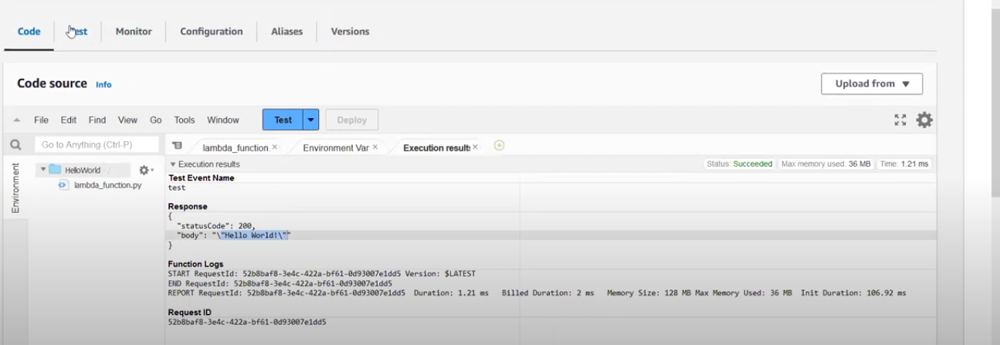 Code Test Monitor Configuration Aliases Versions
Code source Info Upload from
File Edit Find View Go Tools Window Test Deploy
Go to Anything (Ctrl-P) lambda_function Environment Var Execution results
HelloWorld - / Execution results Status: Succeeded Max memory used: 36 MB Time: 1.21 ms
Environment
lambda_function.py
Test Event Name
test
Response
{
"statusCode": 200,
"body": "\"Hello World!\""
}
Function Logs
START RequestId: 52b8baf8-3e4c-422a-bf61-0d93007e1dd5 Version: $LATEST
END RequestId: 52b8baf8-3e4c-422a-bf61-0d93007e1dd5
REPORT RequestId: 52b8baf8-3e4c-422a-bf61-0d93007e1dd5 Duration: 1.21 ms Billed Duration: 2 ms Memory Size: 128 MB Max Memory Used: 36 MB Init Duration: 106.92 ms
Request ID
52b8baf8-3e4c-422a-bf61-0d93007e1dd5